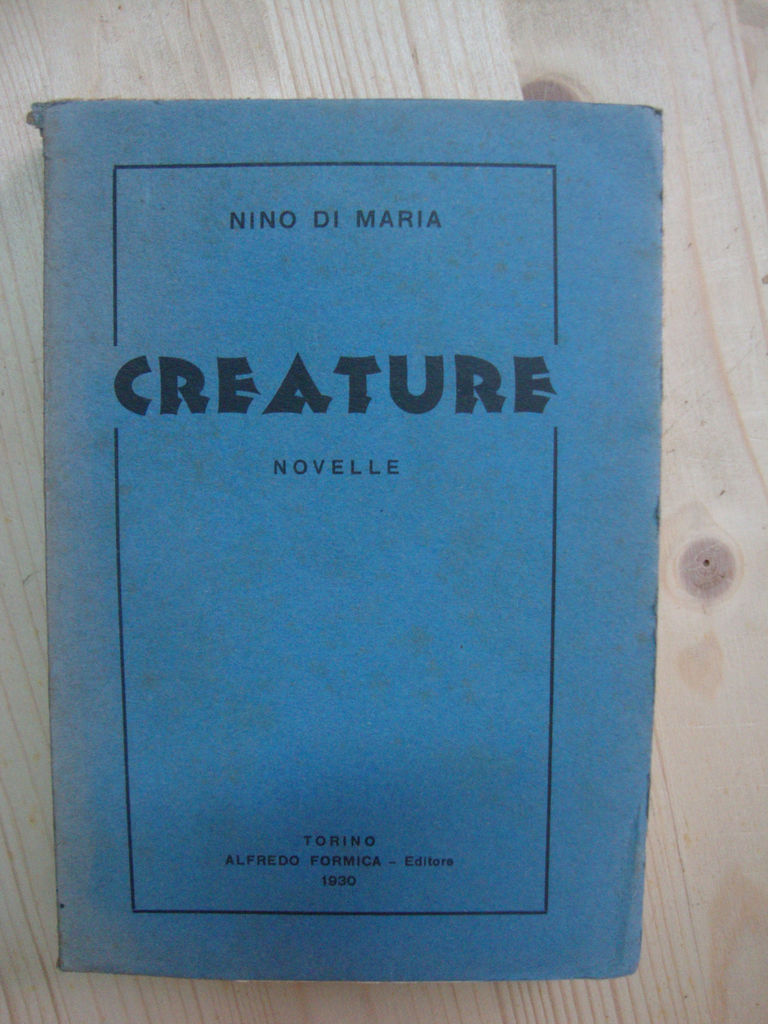 NINO DI MARIA
CREATURE
NOVELLE
TORINO
ALFREDO FORMICA - Editore
1930